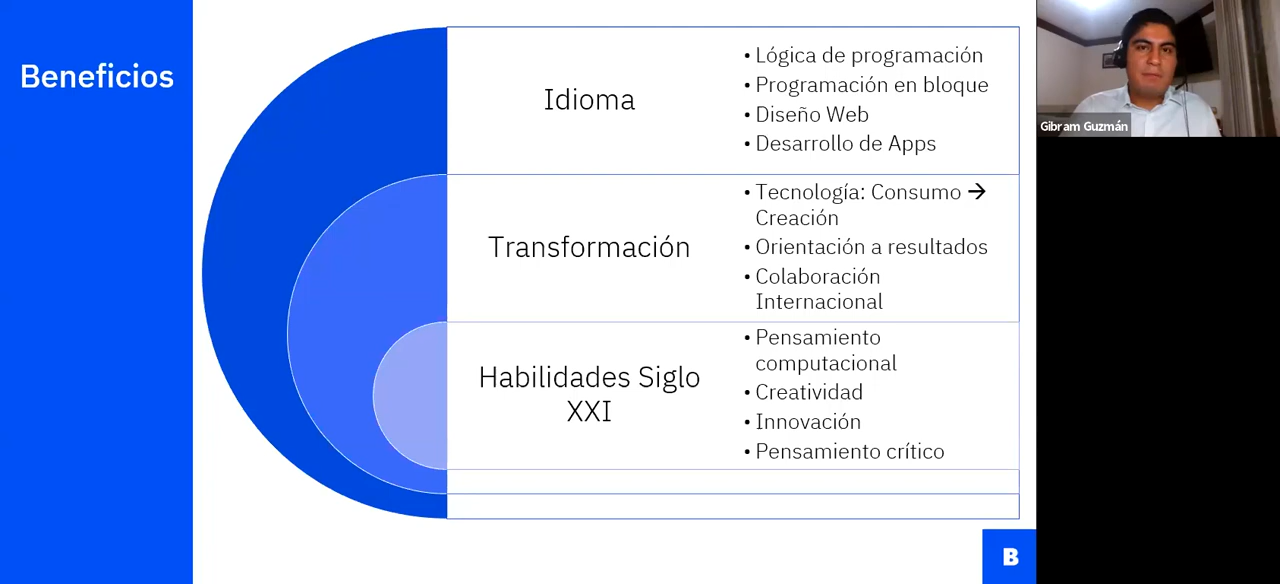 Beneficios
Idioma
• Lógica de programación
• Programación en bloque
• Diseño Web
• Desarrollo de Apps
Transformación
• Tecnología: Consumo →
Creación
• Orientación a resultados
• Colaboración
Internacional
Habilidades Siglo
XXI
• Pensamiento
computacional
• Creatividad
• Innovación
• Pensamiento crítico
Gibram Guzmán
B